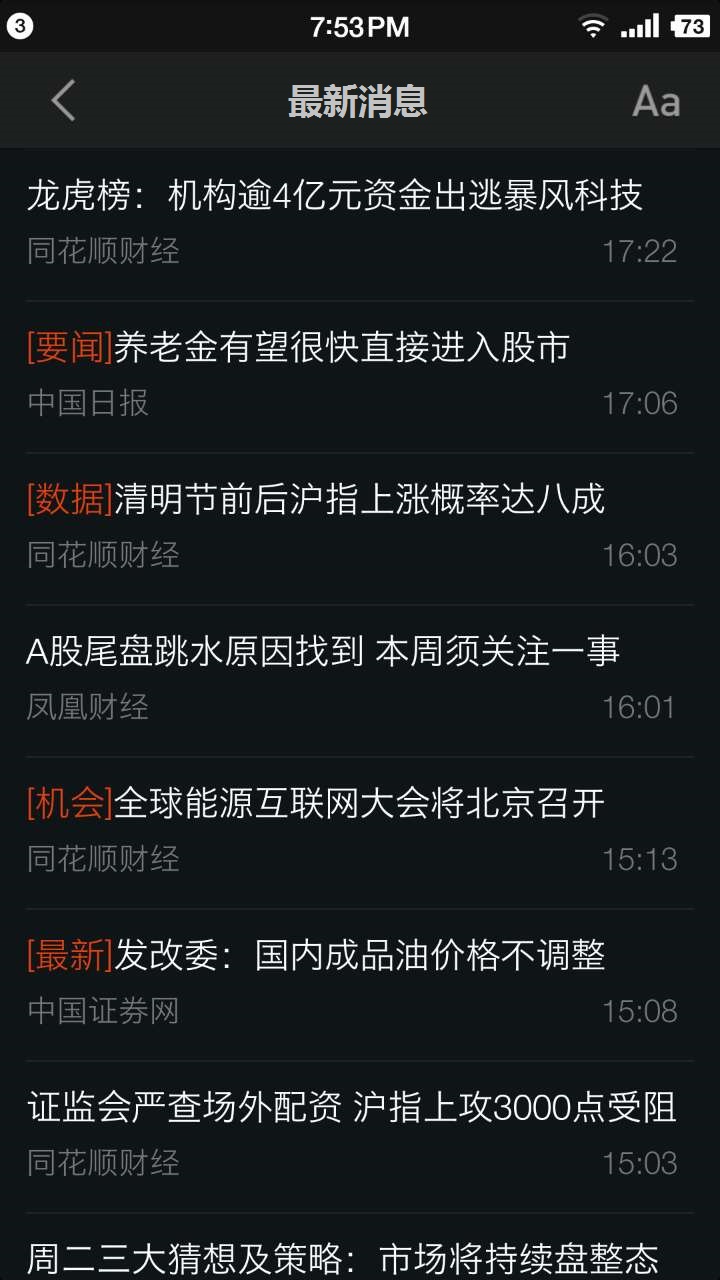 3 7:53PM 73
最新消息 Aa
龙虎榜：机构逾4亿元资金出逃暴风科技
同花顺财经 17:22
[要闻]养老金有望很快直接进入股市
中国日报 17:06
[数据]清明节前后沪指上涨概率达八成
同花顺财经 16:03
A股尾盘跳水原因找到 本周须关注一事
凤凰财经 16:01
[机会]全球能源互联网大会将北京召开
同花顺财经 15:13
[最新]发改委：国内成品油价格不调整
中国证券网 15:08
证监会严查场外配资 沪指上攻3000点受阻
同花顺财经 15:03
周二三大猜想及策略：市场将持续盘整态